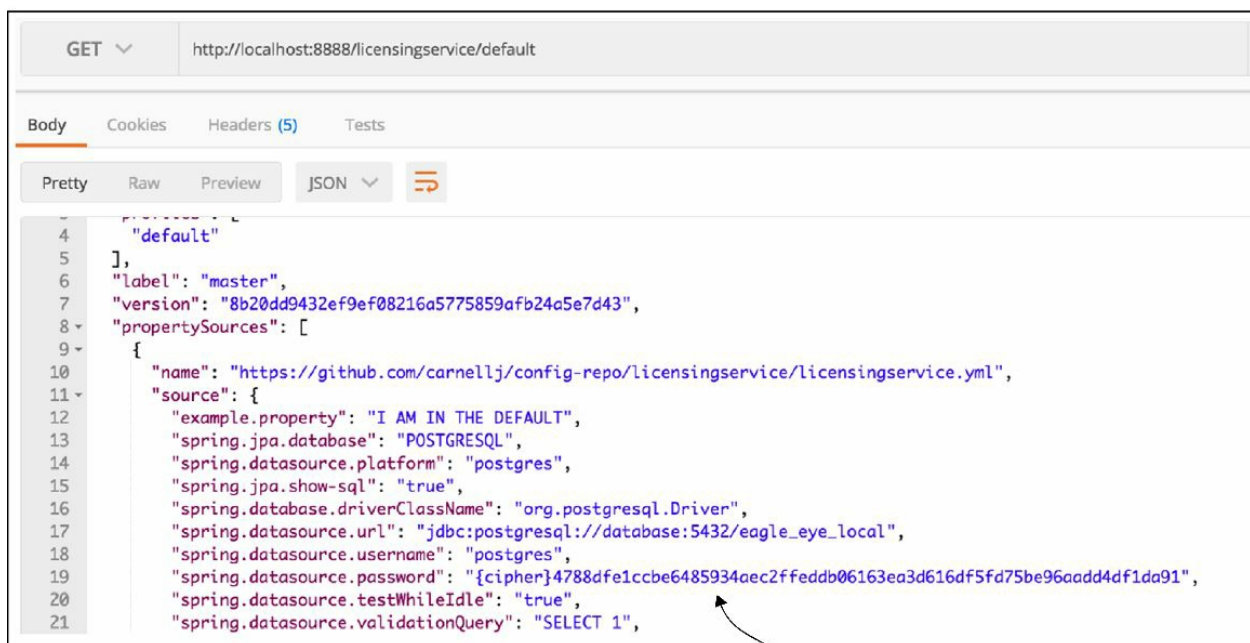 GET http://localhost:8888/licensingservice/default
Body Cookies Headers (5) Tests
Pretty Raw Preview JSON
4 "default"
5 ],
6 "label": "master",
7 "version": "8b20dd9432ef9ef08216a5775859afb24a5e7d43",
8 "propertySources": [
9 {
10 "name": "https://github.com/carnellj/config-repo/licensingservice/licensingservice.yml",
11 "source": {
12 "example.property": "I AM IN THE DEFAULT",
13 "spring.jpa.database": "POSTGRESQL",
14 "spring.datasource.platform": "postgres",
15 "spring.jpa.show-sql": "true",
16 "spring.database.driverClassName": "org.postgresql.Driver",
17 "spring.datasource.url": "jdbc:postgresql://database:5432/eagle_eye_local",
18 "spring.datasource.username": "postgres",
19 "spring.datasource.password": "{cipher}4788dfe1ccbe6485934aec2ffeddb06163ea3d616df5fd75be96aadd4df1da91",
20 "spring.datasource.testWhileIdle": "true",
21 "spring.datasource.validationQuery": "SELECT 1",